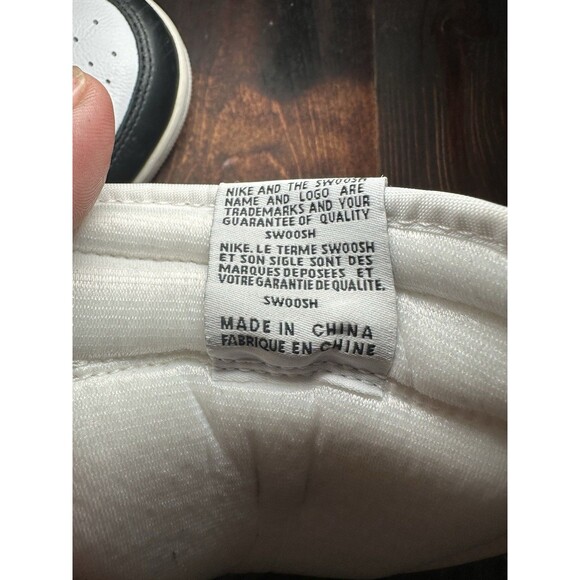 NIKE AND THE SWOOSH
NAME AND LOGO ARE
TRADEMARKS AND YOUR
GUARANTEE OF QUALITY
SWOOSH
NIKE, LE TERME SWOOSH
ET SON SIGLE SONT DES
MARQUES DEPOSEES ET
VOTRE GARANTIE DE QUALITE.
SWOOSH
MADE IN CHINA
FABRIQUE EN CHINE